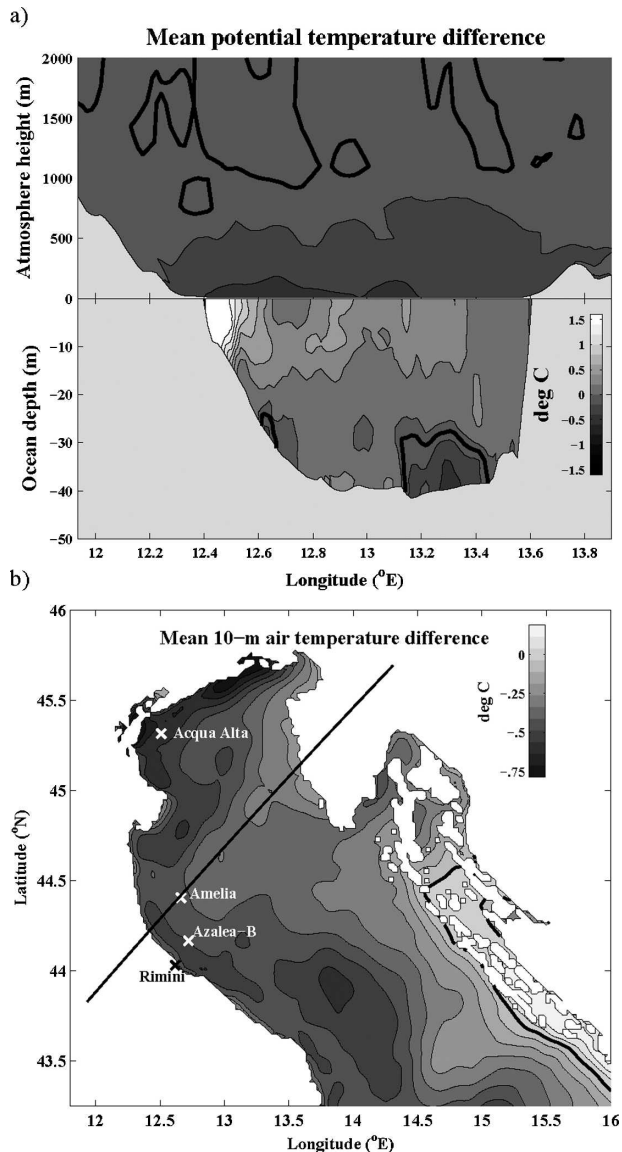 a)
Mean potential temperature difference
Atmosphere height (m)
2000
1500
1000
500
0
Ocean depth (m)
-10
-20
-30
-40
-50
12 12.2 12.4 12.6 12.8 13 13.2 13.4 13.6 13.8
Longitude (°E)
deg C
1.5
1
0.5
0
-0.5
-1
-1.5
b)
Mean 10-m air temperature difference
Latitude (°N)
46
45.5
45
44.5
44
43.5
12 12.5 13 13.5 14 14.5 15 15.5 16
Longitude (°E)
deg C
0
-.25
-.5
-.75
Acqua Alta
Amelia
Azalea-B
Rimini